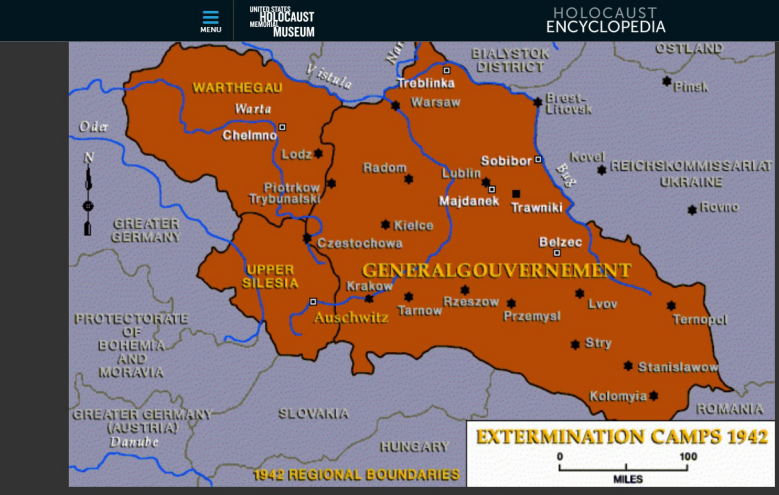 MENU
UNITED STATES
HOLOCAUST
MEMORIAL
MUSEUM
HOLOCAUST
ENCYCLOPEDIA
BIALYSTOK
DISTRICT
OSTLAND
Vistula
Treblinka
Pinsk
WARTHEGAU
Warsaw
Brest-
Litovsk
Warta
Oder
Chelmno
Lodz
Sobibor
Kovel
N
Radom
Lublin
Bug
REICHSKOMMISSARIAT
UKRAINE
Piotrkow
Trybunalski
Majdanek
Trawniki
Rovno
GREATER
GERMANY
Kielce
Czestochowa
Belzec
UPPER
SILESIA
GENERALGOUVERNEMENT
Krakow
Auschwitz
Tarnow
Rzeszow
Przemysl
Lvov
Ternopol
PROTECTORATE
OF
BOHEMIA
AND
MORAVIA
Stry
Stanislawow
Kolomyia
GREATER GERMANY
(AUSTRIA)
Danube
SLOVAKIA
ROMANIA
HUNGARY
EXTERMINATION CAMPS 1942
0 100
MILES
1942 REGIONAL BOUNDARIES